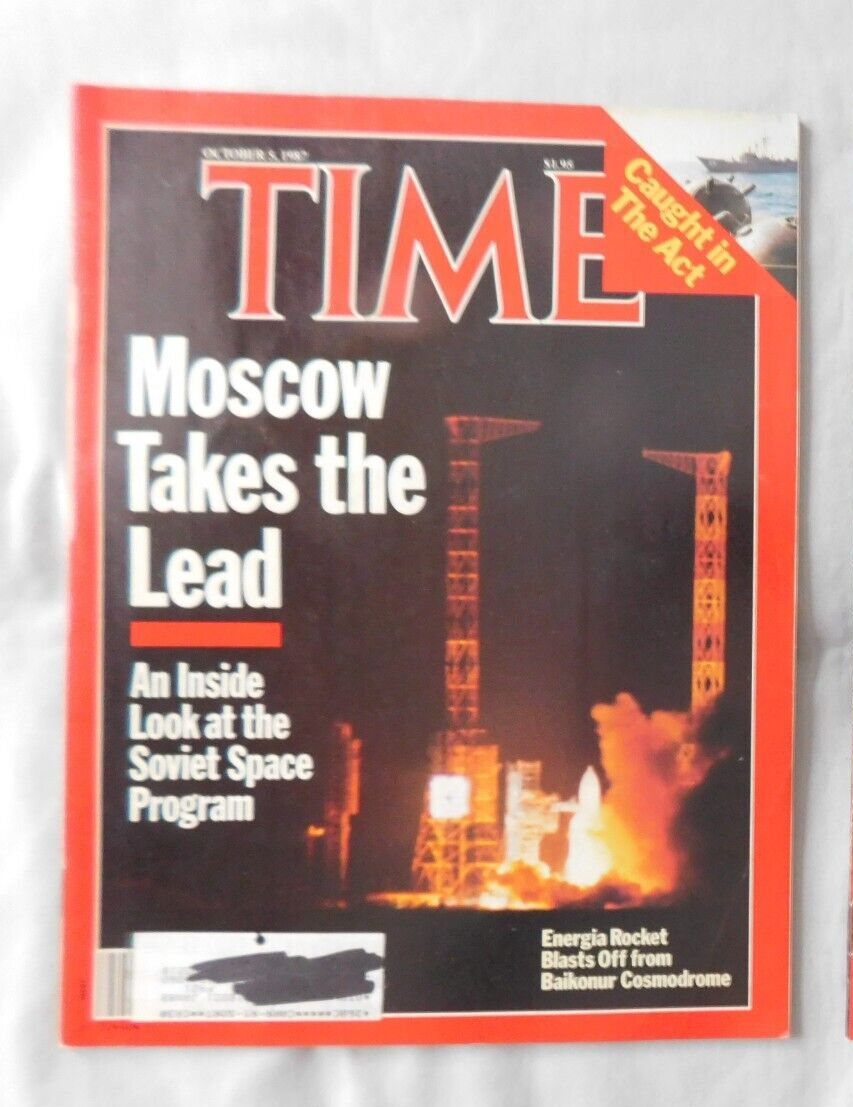 OCTOBER 5, 1987
$1.95
TIME
Caught in
The Act
Moscow
Takes the
Lead
An Inside
Look at the
Soviet Space
Program
Energia Rocket
Blasts Off from
Baikonur Cosmodrome